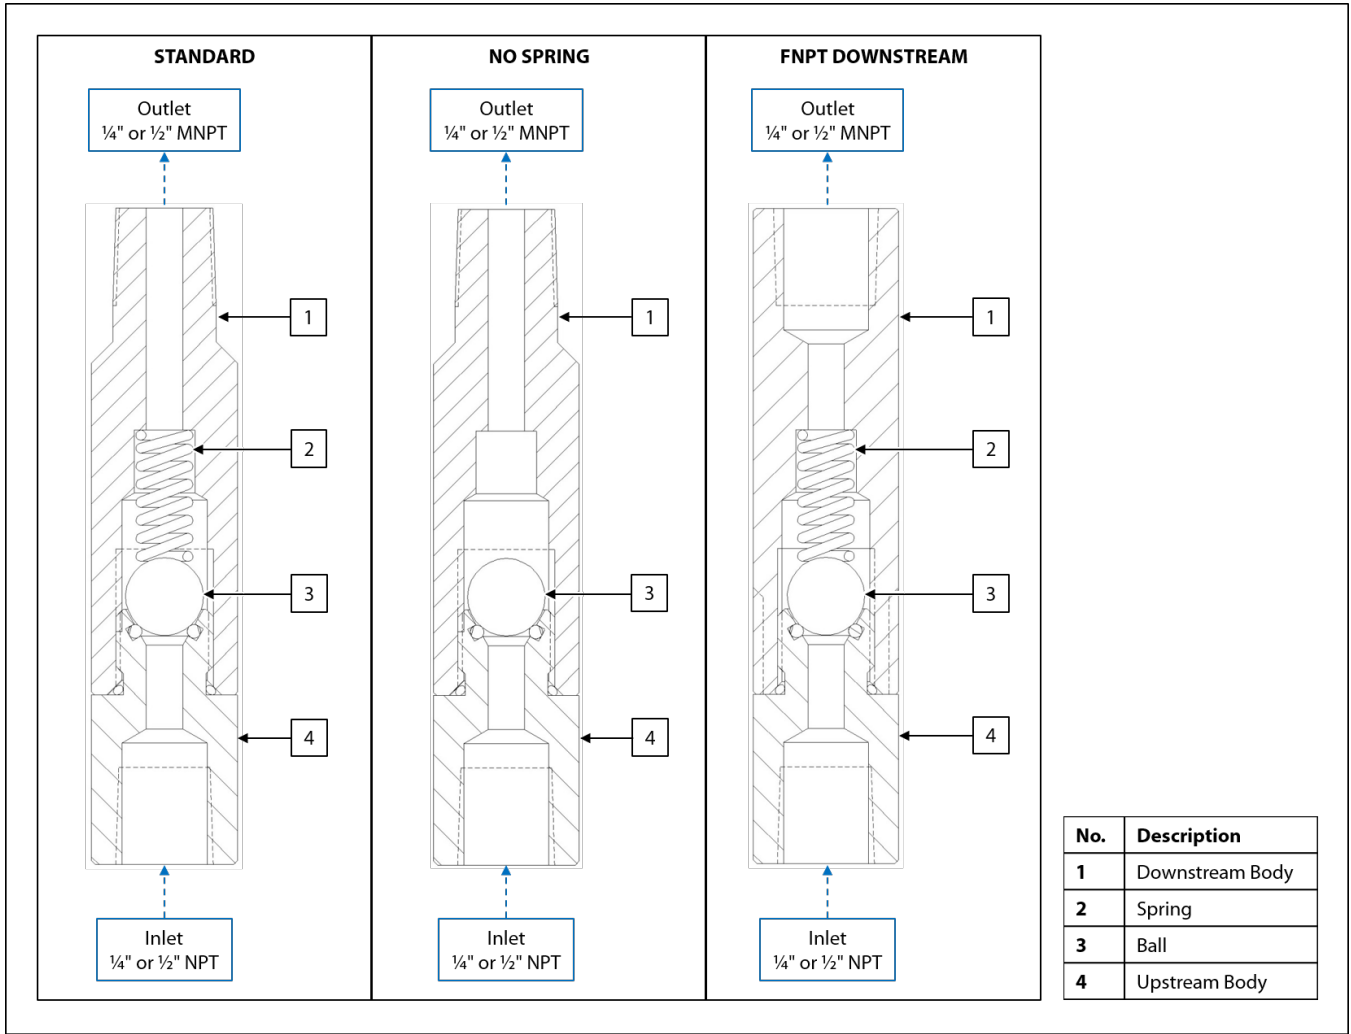 STANDARD
Outlet
¼" or ½" MNPT
1
2
3
4
Inlet
¼" or ½" NPT
NO SPRING
Outlet
¼" or ½" MNPT
1
3
4
Inlet
¼" or ½" NPT
FNPT DOWNSTREAM
Outlet
¼" or ½" MNPT
1
2
3
4
Inlet
¼" or ½" NPT
No. Description
1 Downstream Body
2 Spring
3 Ball
4 Upstream Body